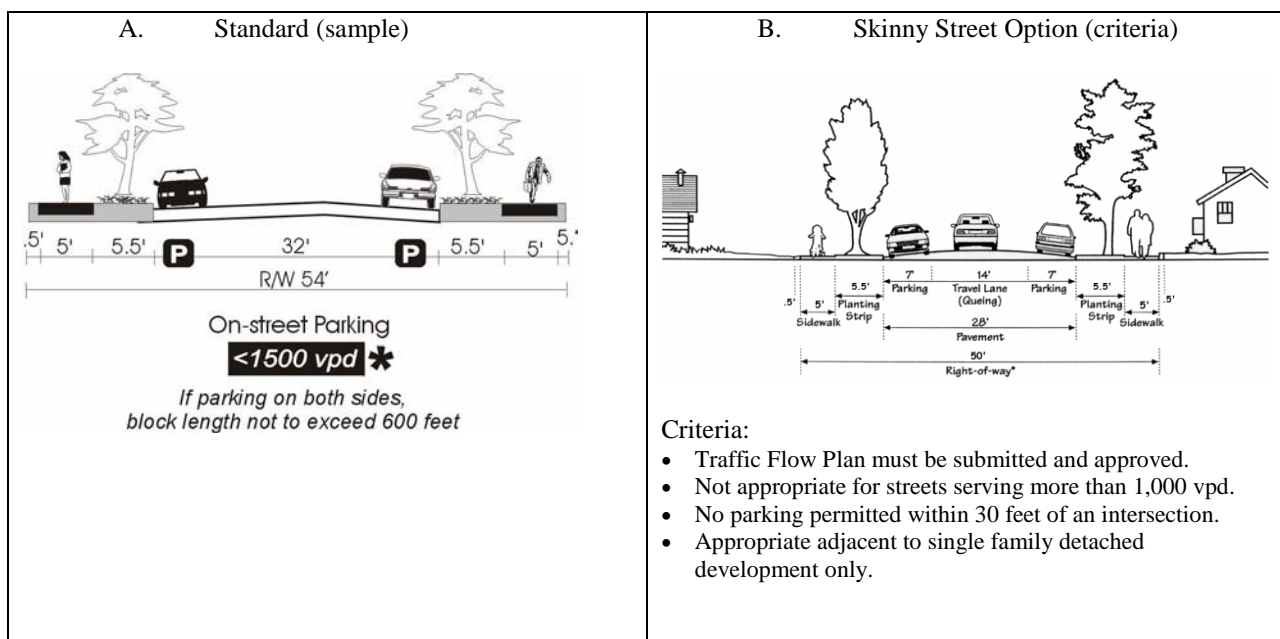 A. Standard (sample)
.5' 5' 5.5' P 32' P 5.5' 5' 5.'
R/W 54'
On-street Parking
<1500 vpd *
If parking on both sides,
block length not to exceed 600 feet
B. Skinny Street Option (criteria)
.5' 5' 5.5' 7' 14' 7' 5.5' 5' .5'
Sidewalk Planting Strip Parking Travel Lane (Queing) Parking Planting Strip Sidewalk
28'
Pavement
50'
Right-of-way*
Criteria:
• Traffic Flow Plan must be submitted and approved.
• Not appropriate for streets serving more than 1,000 vpd.
• No parking permitted within 30 feet of an intersection.
• Appropriate adjacent to single family detached
development only.